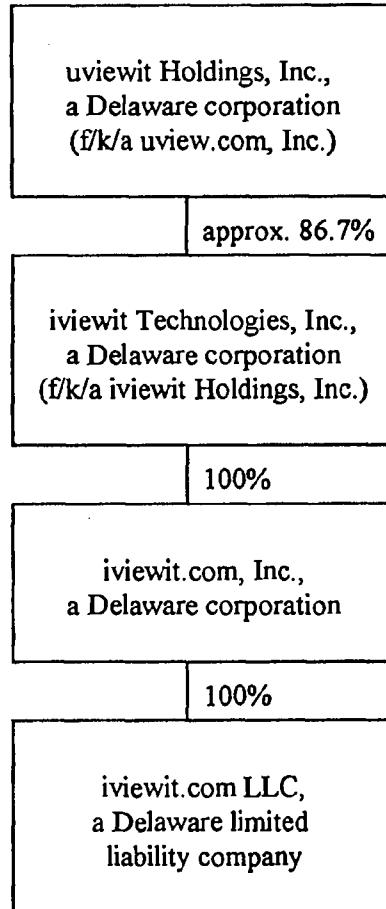 uviewit Holdings, Inc.,
a Delaware corporation
(f/k/a uview.com, Inc.)
approx. 86.7%
iviewit Technologies, Inc.,
a Delaware corporation
(f/k/a iviewit Holdings, Inc.)
100%
iviewit.com, Inc.,
a Delaware corporation
100%
iviewit.com LLC,
a Delaware limited
liability company